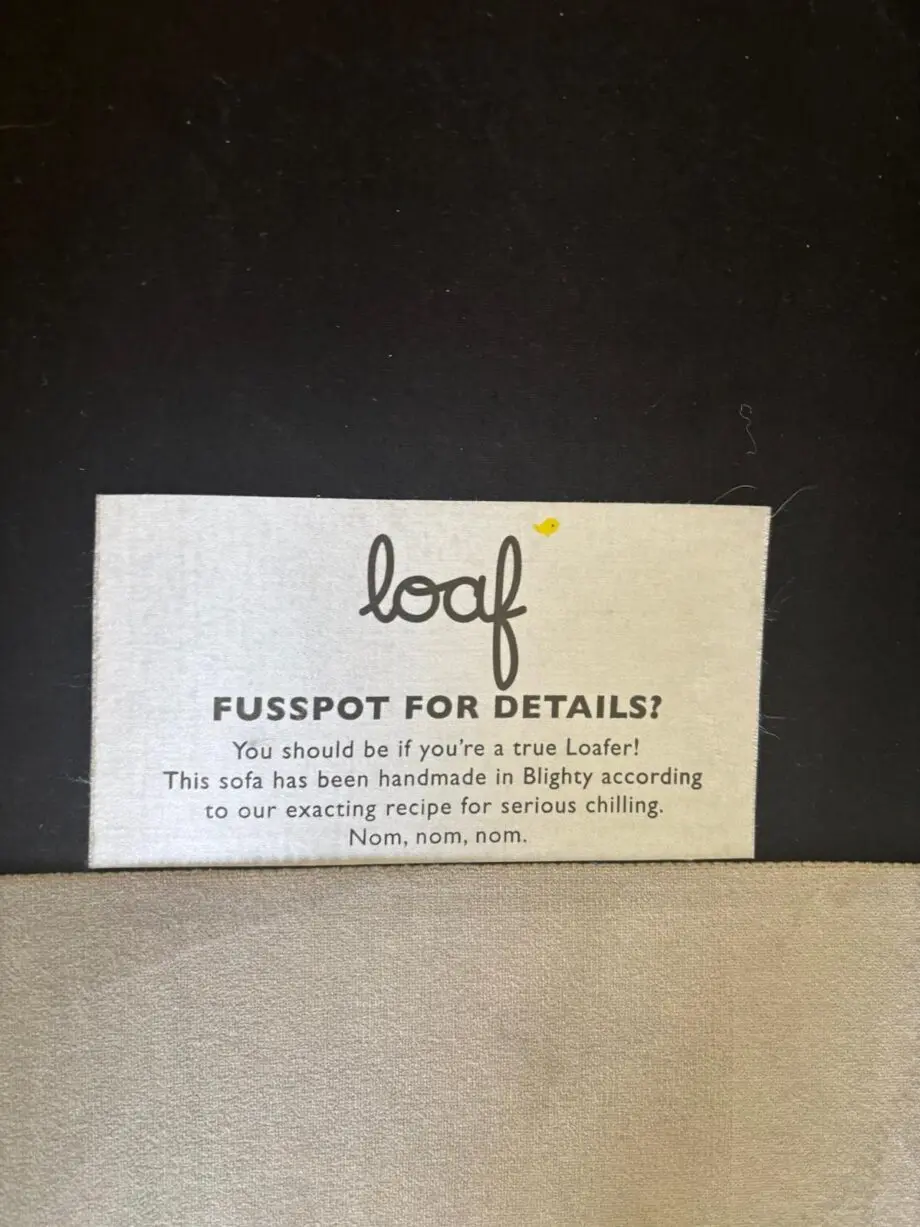 loaf
FUSSPOT FOR DETAILS?
You should be if you're a true Loafer!
This sofa has been handmade in Blighty according
to our exacting recipe for serious chilling.
Nom, nom, nom.